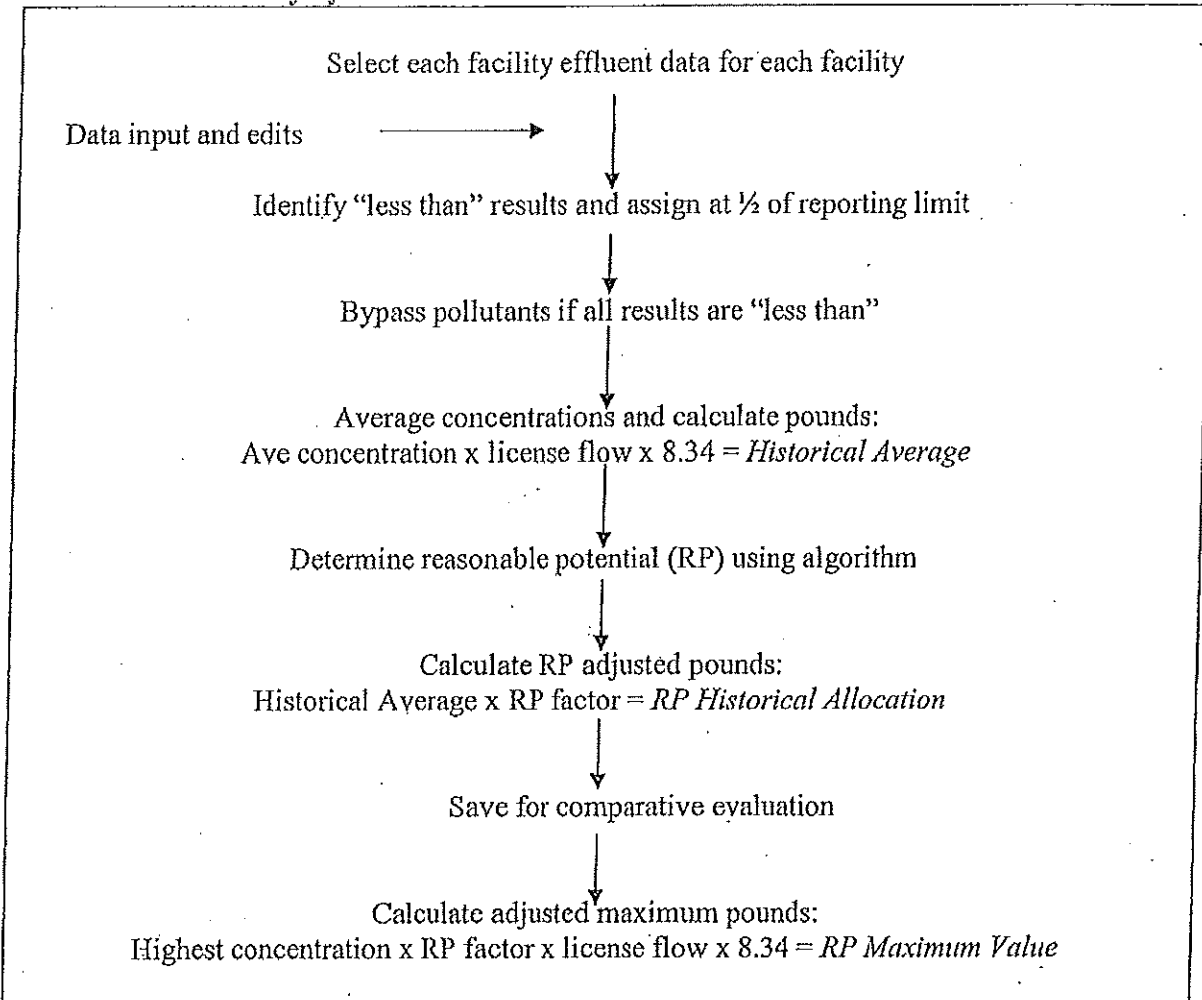 Select each facility effluent data for each facility
Data input and edits
Identify “less than” results and assign at ½ of reporting limit
Bypass pollutants if all results are “less than”
Average concentrations and calculate pounds:
Ave concentration x license flow x 8.34 = Historical Average
Determine reasonable potential (RP) using algorithm
Calculate RP adjusted pounds:
Historical Average x RP factor = RP Historical Allocation
Save for comparative evaluation
Calculate adjusted maximum pounds:
Highest concentration x RP factor x license flow x 8.34 = RP Maximum Value